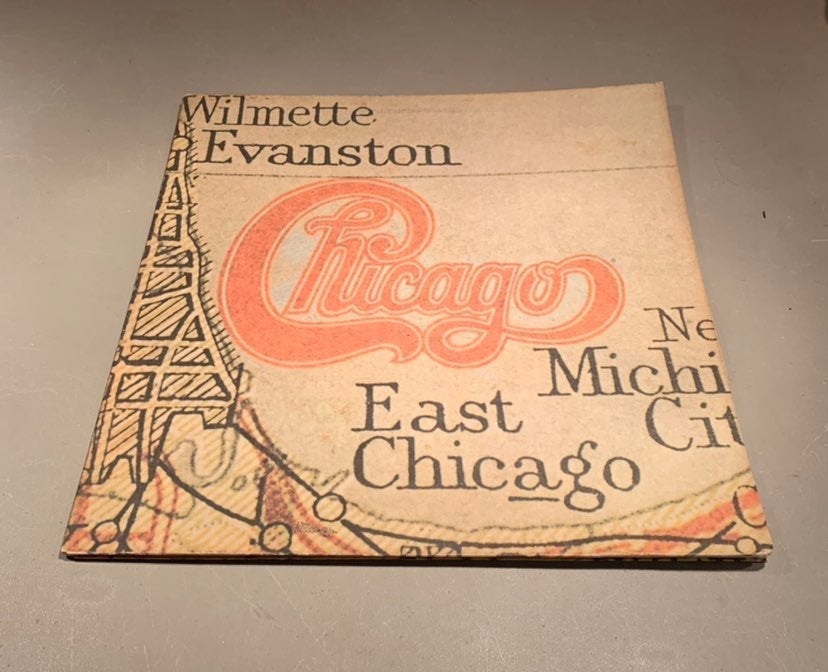 Wilmette
Evanston
Chicago
Ne
Michi
East
Cit
Chicago